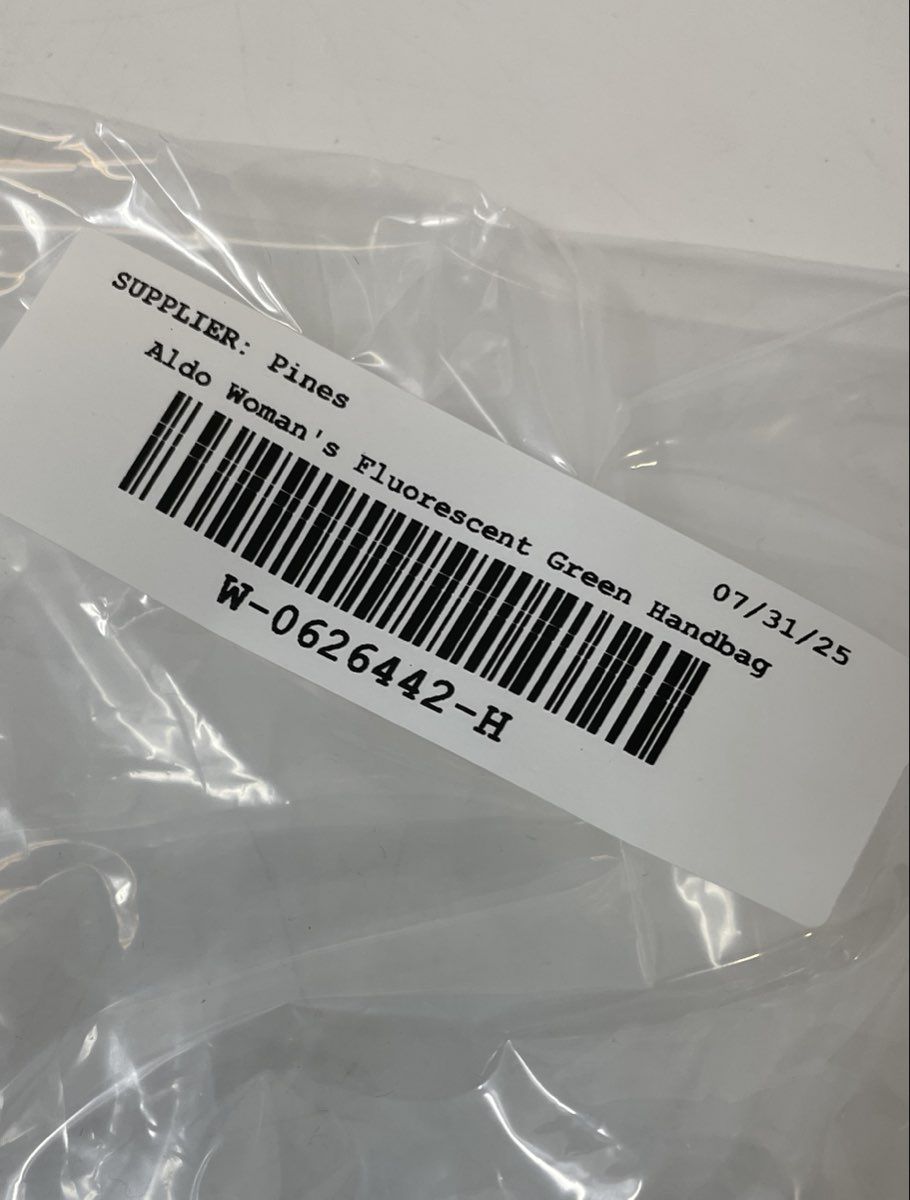 SUPPLIER: Pines
07/31/25
Aldo Woman's Fluorescent Green Handbag
W-0626442-H